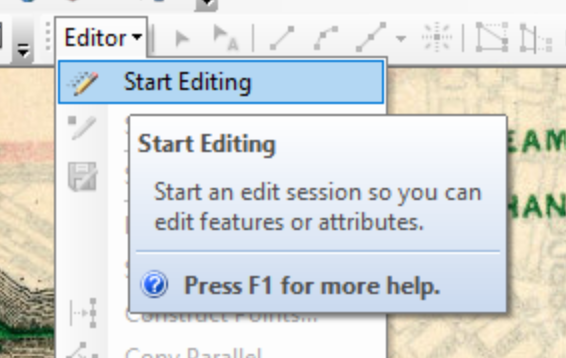 Editor
Start Editing
Start Editing
Start an edit session so you can
edit features or attributes.
Press F1 for more help.
Construct Points...
Copy Parallel
EAM
HAN